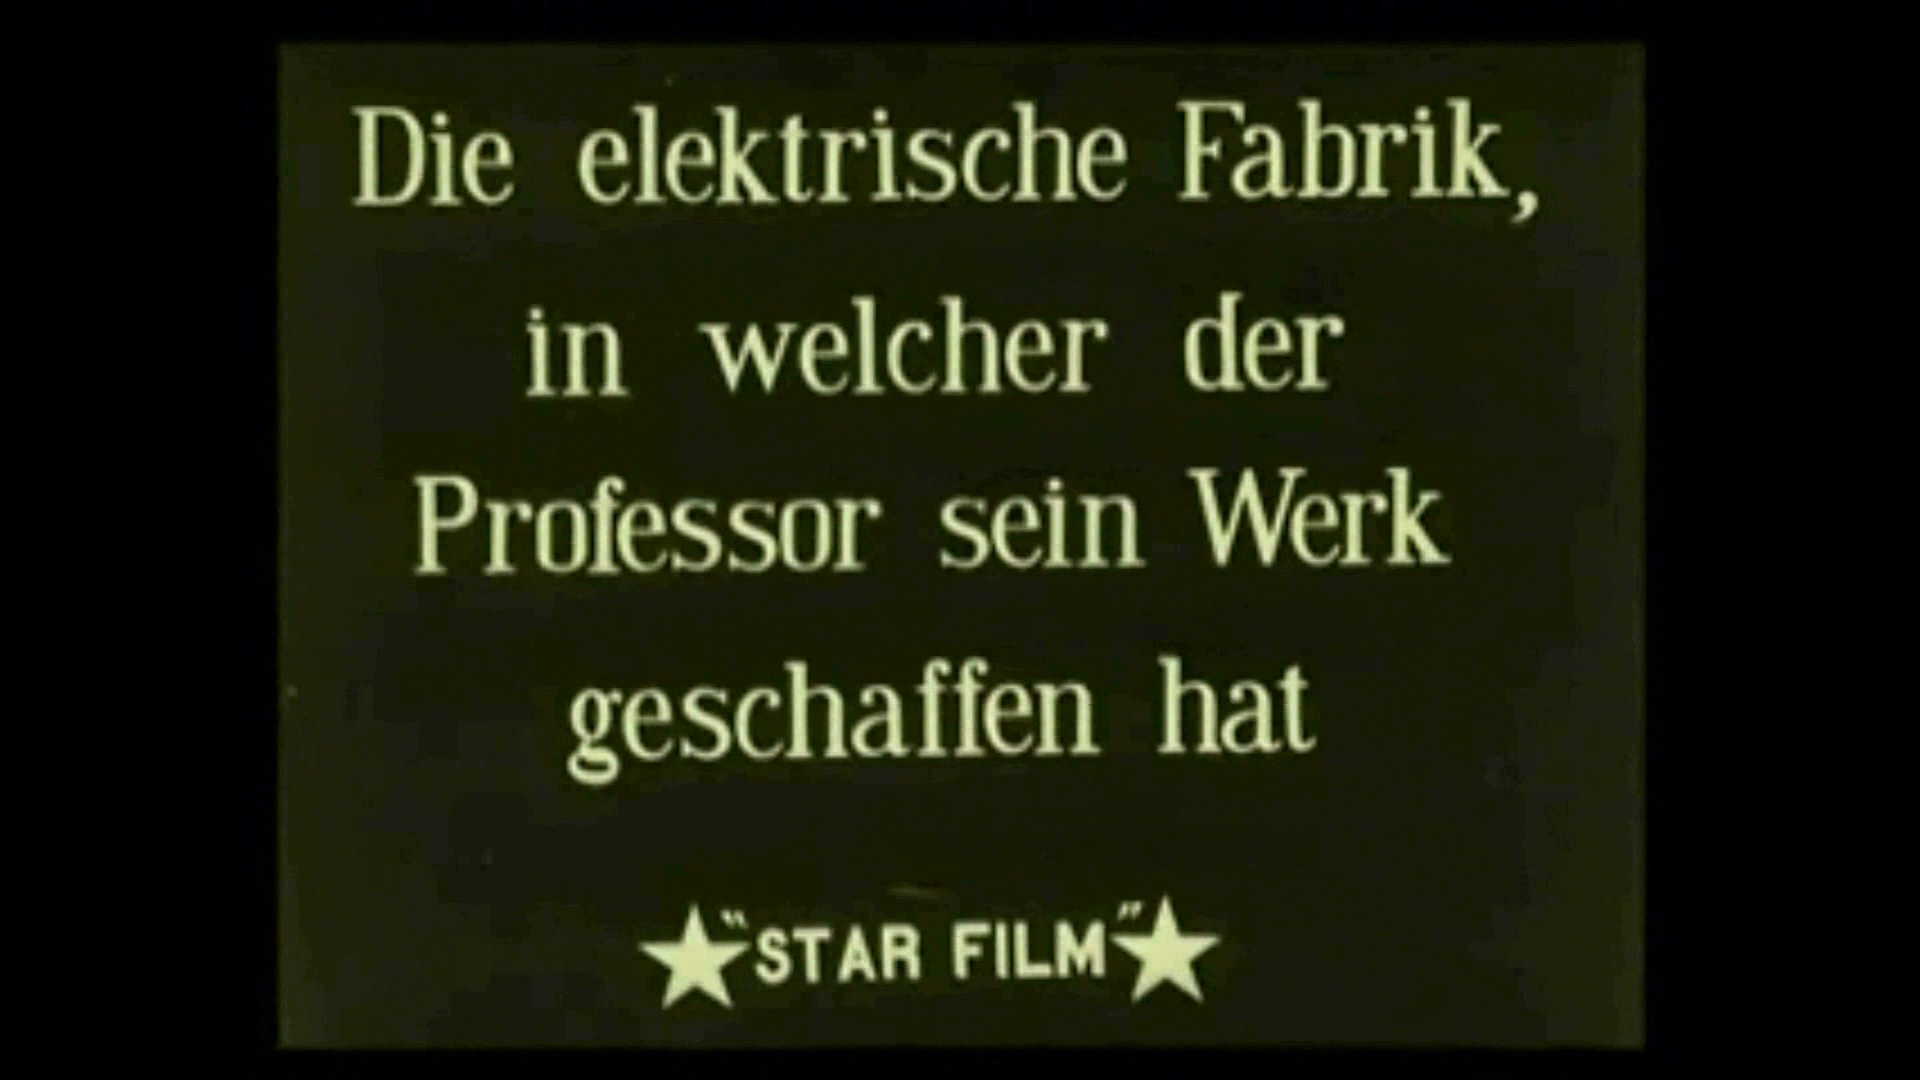 Die elektrische Fabrik,
in welcher der
Professor sein Werk
geschaffen hat
★"STAR FILM"★